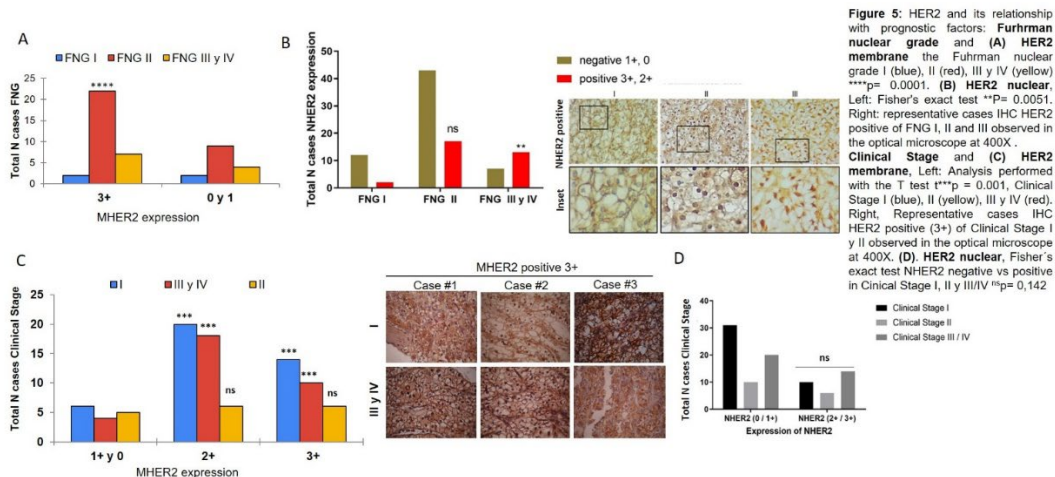 A
FNG I FNG II FNG III y IV
Total N cases FNG
25
20
15
10
5
0
****
3+ 0 y 1
MHER2 expression
B
Total N cases NHER2 expression
50
40
30
20
10
0
negative 1+, 0
positive 3+, 2+
ns
**
FNG I FNG II FNG III y IV
I II III
NHER2 positive
Inset
C
I III y IV II
Total N cases Clinical Stage
25
20
15
10
5
0
*** ***
ns
***
***
ns
1+ y 0 2+ 3+
MHER2 expression
MHER2 positive 3+
Case #1 Case #2 Case #3
I
III y IV
D
Total N cases Clinical Stage
40
30
20
10
0
Clinical Stage I
Clinical Stage II
Clinical Stage III / IV
ns
NHER2 (0 / 1+) NHER2 (2+ / 3+)
Expression of NHER2
Figure 5: HER2 and its relationship
with prognostic factors: Furhrman
nuclear grade and (A) HER2
membrane the Fuhrman nuclear
grade I (blue), II (red), III y IV (yellow)
****p= 0.0001. (B) HER2 nuclear,
Left: Fisher's exact test **P= 0.0051.
Right: representative cases IHC HER2
positive of FNG I, II and III observed in
the optical microscope at 400X .
Clinical Stage and (C) HER2
membrane, Left: Analysis performed
with the T test t***p = 0.001, Clinical
Stage I (blue), II (yellow), III y IV (red).
Right, Representative cases IHC
HER2 positive (3+) of Clinical Stage I
y II observed in the optical microscope
at 400X. (D). HER2 nuclear, Fisher´s
exact test NHER2 negative vs positive
in Cinical Stage I, II y III/IV nsp= 0,142